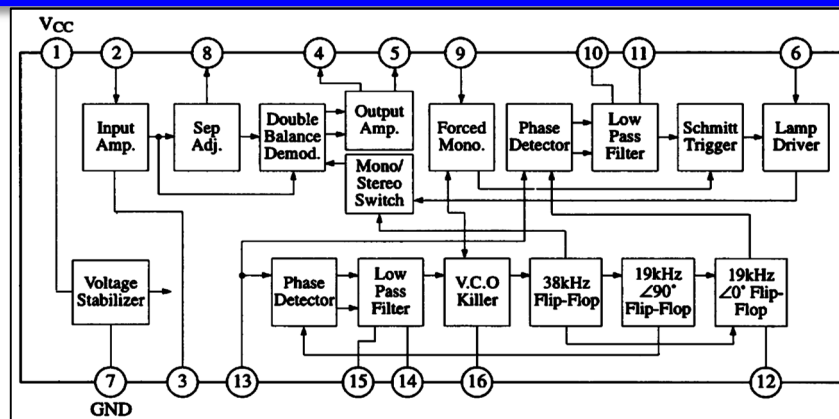 VCC
1
2
8
4
5
9
10
11
6
Input
Amp.
Sep
Adj.
Double
Balance
Demod.
Output
Amp.
Mono/
Stereo
Switch
Forced
Mono.
Phase
Detector
Low
Pass
Filter
Schmitt
Trigger
Lamp
Driver
Voltage
Stabilizer
Phase
Detector
Low
Pass
Filter
V.C.O
Killer
38kHz
Flip-Flop
19kHz
∠90°
Flip-Flop
19kHz
∠0° Flip-
Flop
7
3
13
15
14
16
12
GND